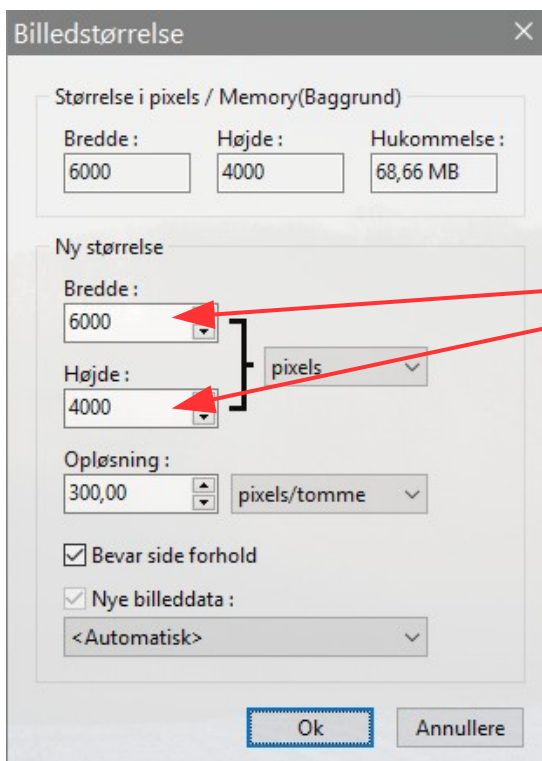 Billedstørrelse
Størrelse i pixels / Memory(Baggrund)
Bredde : Højde : Hukommelse :
6000 4000 68,66 MB
Ny størrelse
Bredde :
6000
pixels
Højde :
4000
Opløsning :
300,00 pixels/tomme
Bevar side forhold
Nye billeddata :
<Automatisk>
Ok Annullere